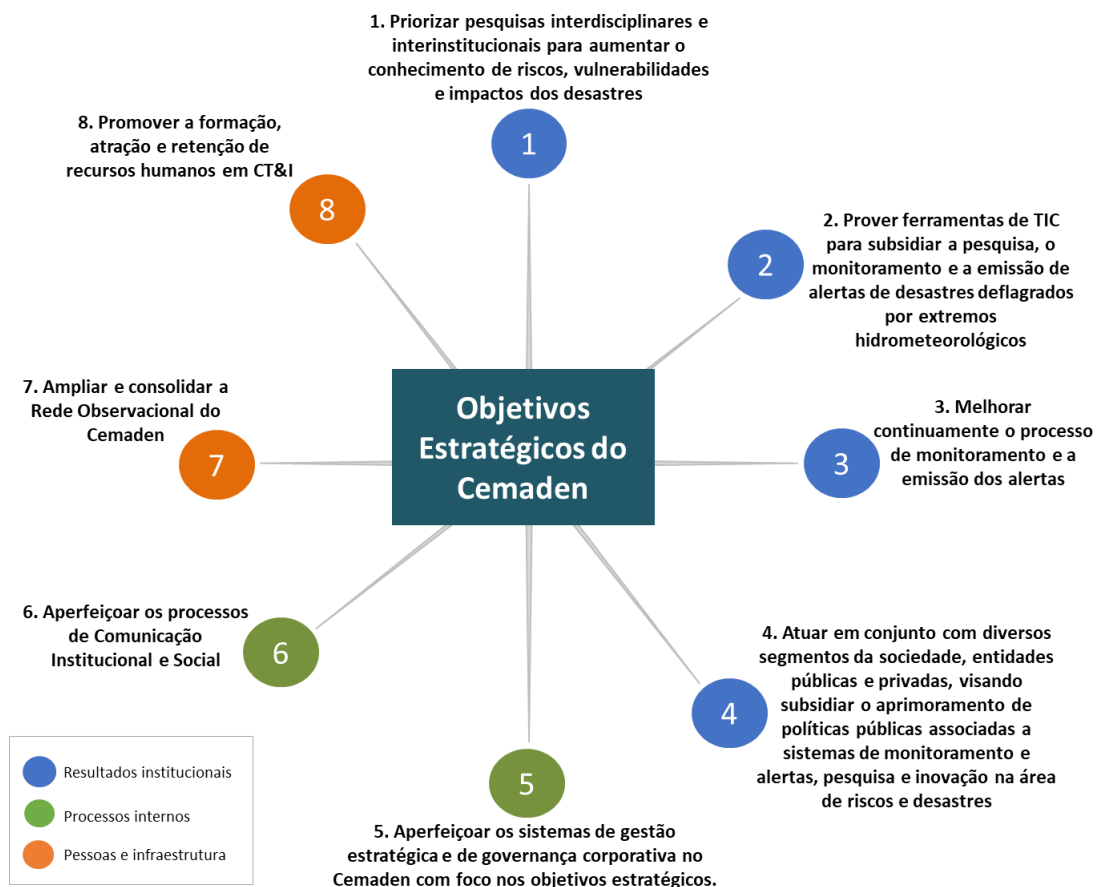 1. Priorizar pesquisas interdisciplinares e
interinstitucionais para aumentar o
conhecimento de riscos, vulnerabilidades
e impactos dos desastres
1
2. Prover ferramentas de TIC
para subsidiar a pesquisa, o
monitoramento e a emissão de
alertas de desastres deflagrados
por extremos
hidrometeorológicos
2
3. Melhorar
continuamente o processo
de monitoramento e a
emissão dos alertas
3
4. Atuar em conjunto com diversos
segmentos da sociedade, entidades
públicas e privadas, visando
subsidiar o aprimoramento de
políticas públicas associadas a
sistemas de monitoramento e
alertas, pesquisa e inovação na área
de riscos e desastres
4
5
5. Aperfeiçoar os sistemas de gestão
estratégica e de governança corporativa no
Cemaden com foco nos objetivos estratégicos.
6. Aperfeiçoar os processos
de Comunicação
Institucional e Social
6
7. Ampliar e consolidar a
Rede Observacional do
Cemaden
7
8. Promover a formação,
atração e retenção de
recursos humanos em CT&I
8
Objetivos
Estratégicos do
Cemaden
Resultados institucionais
Processos internos
Pessoas e infraestrutura